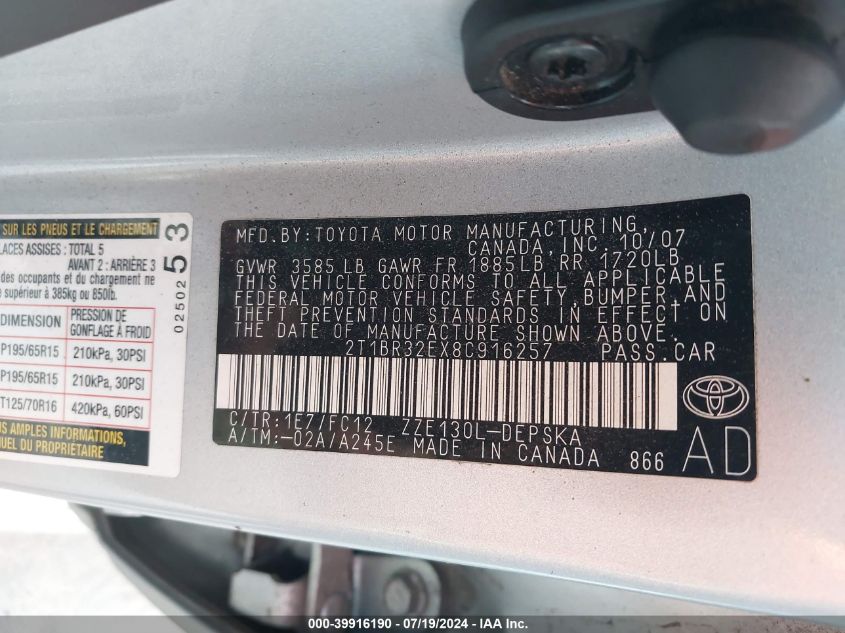 SUR LES PNEUS ET LE CHARGEMENT
PLACES ASSISES : TOTAL 5
AVANT 2 : ARRIÈRE 3
des occupants et du chargement ne
supérieur à 385kg ou 850lb.
DIMENSION
PRESSION DE
GONFLAGE À FROID
P195/65R15
210kPa, 30PSI
P195/65R15
210kPa, 30PSI
T125/70R16
420kPa, 60PSI
AMPLES INFORMATIONS,
MANUEL DU PROPRIETAIRE
02502 53
MFD.BY:TOYOTA MOTOR MANUFACTURING,
CANADA, INC. 10/07
GVWR 3585 LB GAWR FR 1885LB,RR 1720LB
THIS VEHICLE CONFORMS TO ALL APPLICABLE
FEDERAL MOTOR VEHICLE SAFETY,BUMPER,AND
THEFT PREVENTION STANDARDS IN EFFECT ON
THE DATE OF MANUFACTURE SHOWN ABOVE.
2T1BR32EX8C916257 PASS.CAR
C/TR:1E7/FC12 ZZE130L-DEPSKA
A/TM:-02A/A245E MADE IN CANADA 866
AD
000-39916190 - 07/19/2024 - IAA, Inc.